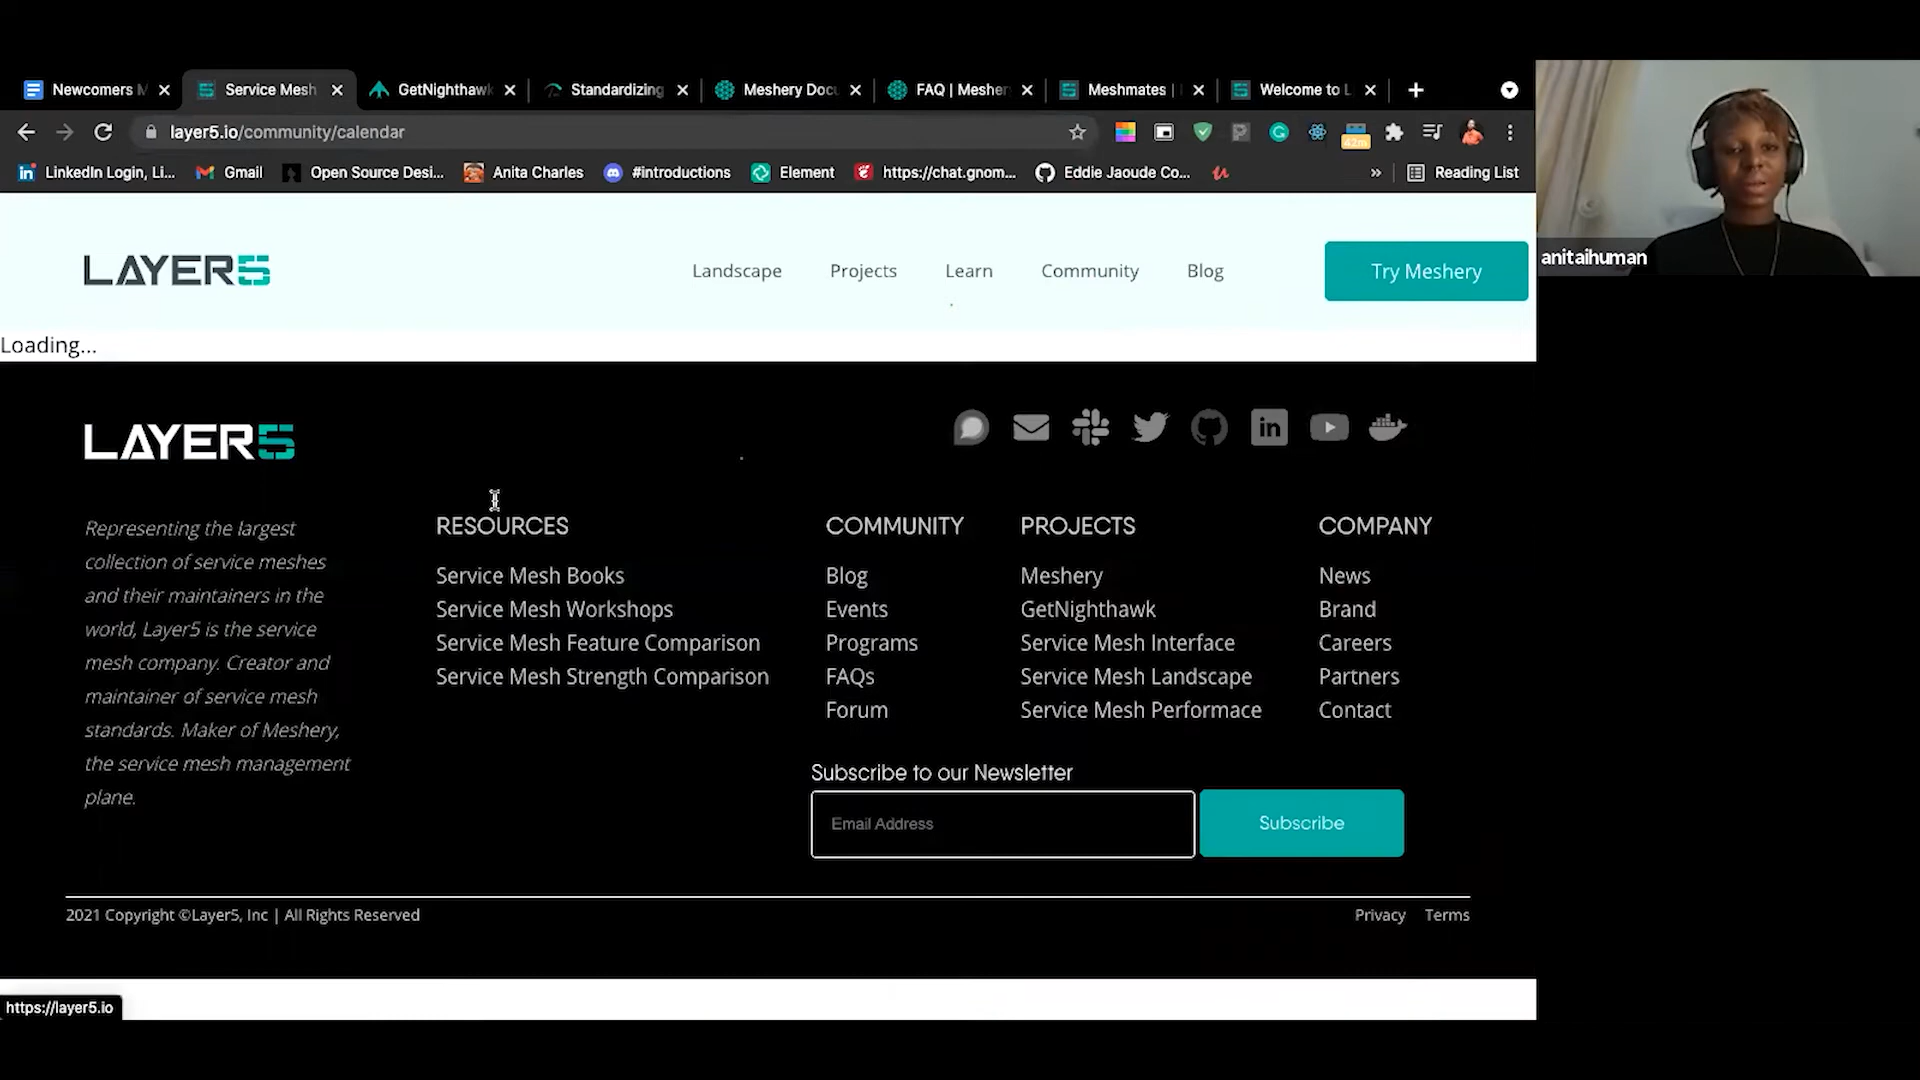 Newcomers M
Service Mesh
GetNighthawk
Standardizing
Meshery Docu
FAQ | Mesher
Meshmates |
Welcome to L
layer5.io/community/calendar
42m
LinkedIn Login, Li...
Gmail
Open Source Desi...
Anita Charles
#introductions
Element
https://chat.gnom...
Eddie Jaoude Co...
»
Reading List
anitaihuman
LAYER5
Landscape
Projects
Learn
Community
Blog
Try Meshery
Loading...
LAYER5
Representing the largest
collection of service meshes
and their maintainers in the
world, Layer5 is the service
mesh company. Creator and
maintainer of service mesh
standards. Maker of Meshery,
the service mesh management
plane.
RESOURCES
Service Mesh Books
Service Mesh Workshops
Service Mesh Feature Comparison
Service Mesh Strength Comparison
COMMUNITY
Blog
Events
Programs
FAQs
Forum
PROJECTS
Meshery
GetNighthawk
Service Mesh Interface
Service Mesh Landscape
Service Mesh Performace
COMPANY
News
Brand
Careers
Partners
Contact
Subscribe to our Newsletter
Email Address
Subscribe
2021 Copyright ©Layer5, Inc | All Rights Reserved
Privacy
Terms
https://layer5.io